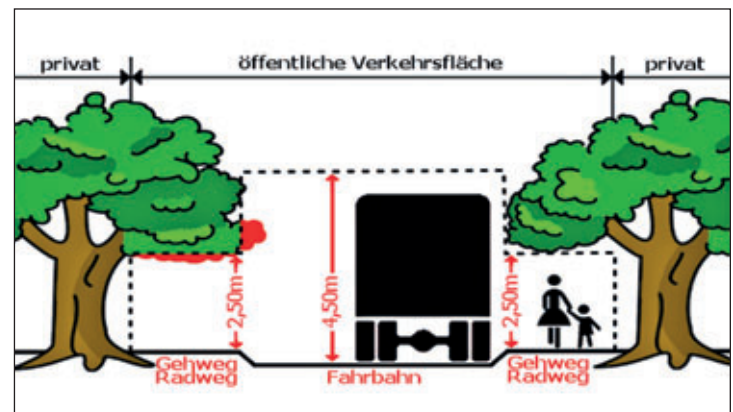 privat
öffentliche Verkehrsfläche
privat
2,50m
4,50m
2,50m
Gehweg
Radweg
Fahrbahn
Gehweg
Radweg